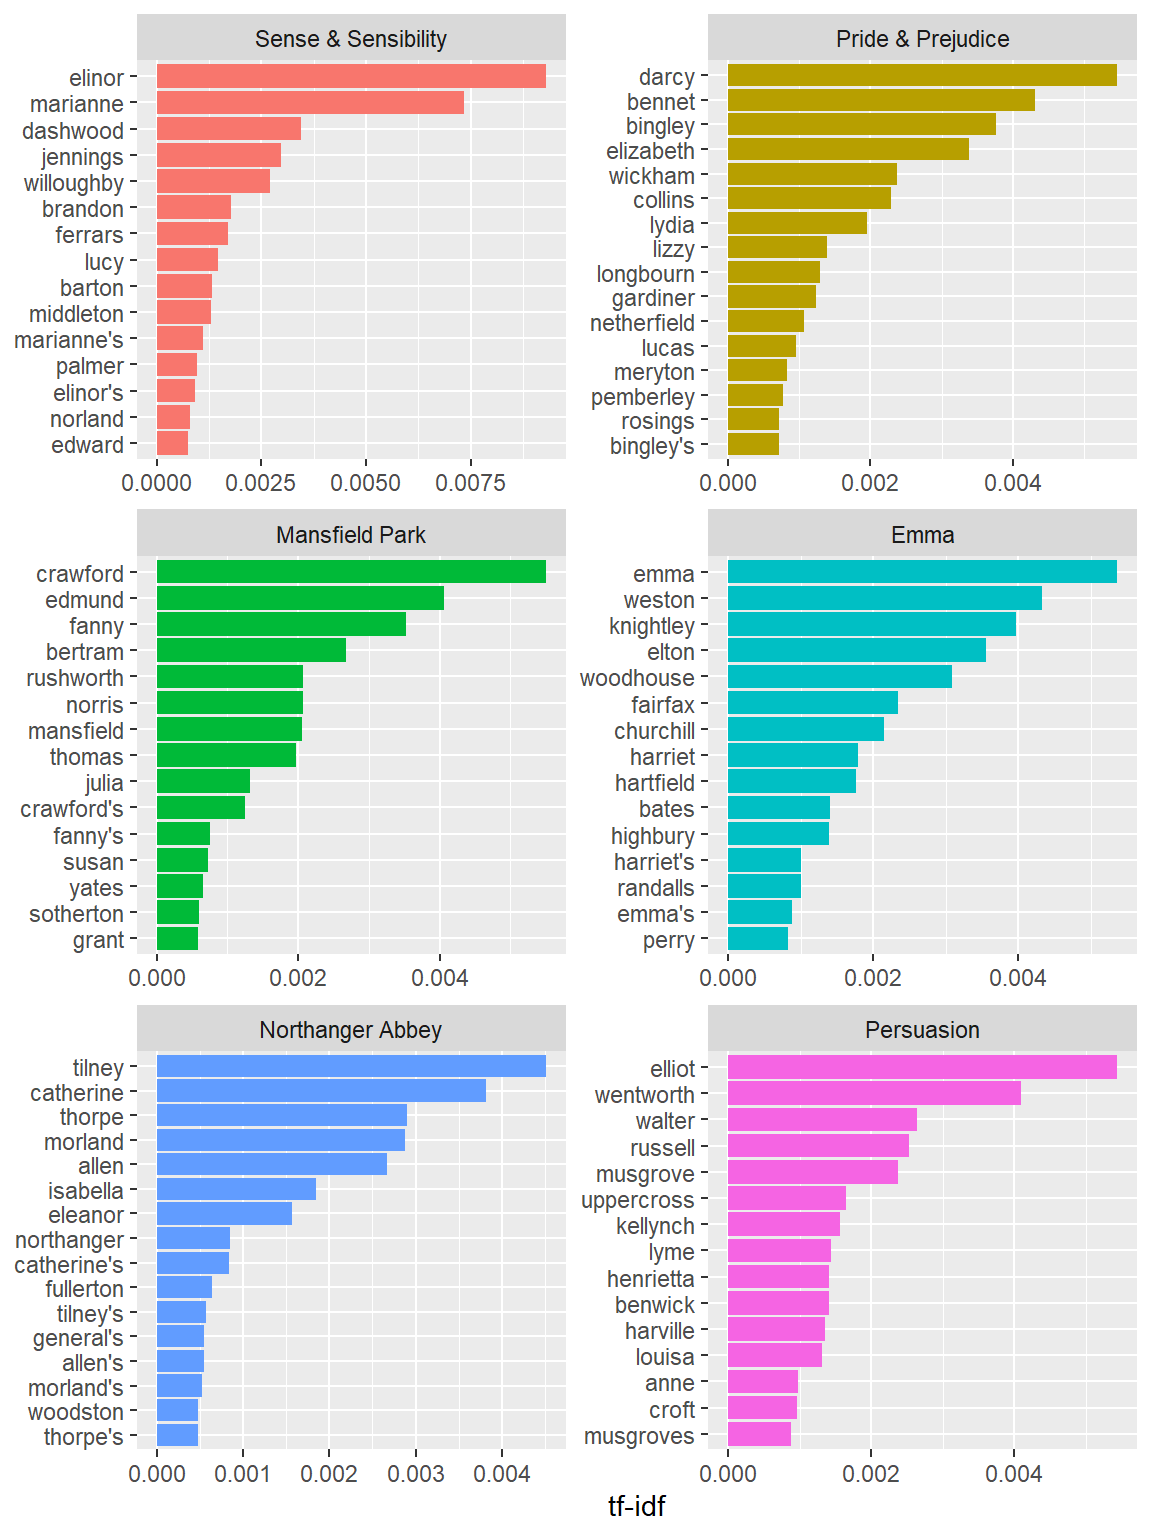 Sense & Sensibility
elinor
marianne
dashwood
jennings
willoughby
brandon
ferrars
lucy
barton
middleton
marianne's
palmer
elinor's
norland
edward
0.0000 0.0025 0.0050 0.0075
Pride & Prejudice
darcy
bennet
bingley
elizabeth
wickham
collins
lydia
lizzy
longbourn
gardiner
netherfield
lucas
meryton
pemberley
rosings
bingley's
0.000 0.002 0.004
Mansfield Park
crawford
edmund
fanny
bertram
rushworth
norris
mansfield
thomas
julia
crawford's
fanny's
susan
yates
sotherton
grant
0.000 0.002 0.004
Emma
emma
weston
knightley
elton
woodhouse
fairfax
churchill
harriet
hartfield
bates
highbury
harriet's
randalls
emma's
perry
0.000 0.002 0.004
Northanger Abbey
tilney
catherine
thorpe
morland
allen
isabella
eleanor
northanger
catherine's
fullerton
tilney's
general's
allen's
morland's
woodston
thorpe's
0.000 0.001 0.002 0.003 0.004
Persuasion
elliot
wentworth
walter
russell
musgrove
uppercross
kellynch
lyme
henrietta
benwick
harville
louisa
anne
croft
musgroves
0.000 0.002 0.004
tf-idf